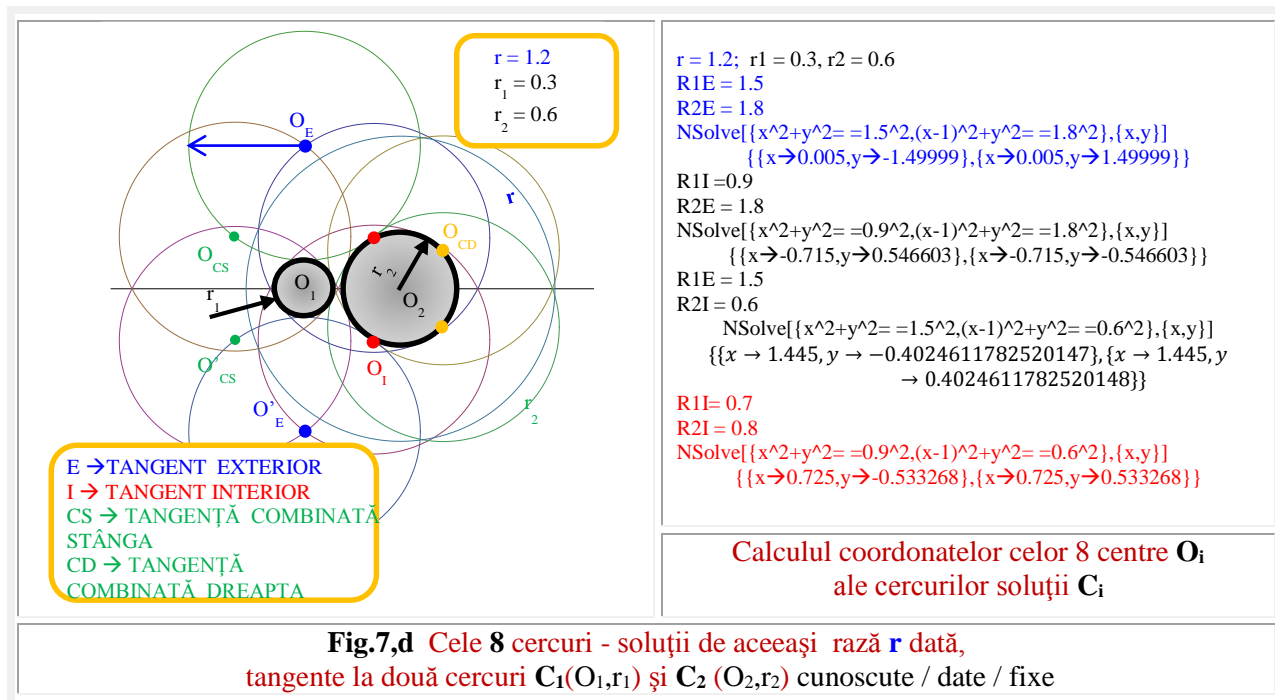 r = 1.2
r1 = 0.3
r2 = 0.6
OE
r
OCS
OCD
r1
O1
r2
O2
O'CS
OI
O'E
r2
E →TANGENT EXTERIOR
I → TANGENT INTERIOR
CS → TANGENŢĂ COMBINATĂ
STÂNGA
CD → TANGENŢĂ
COMBINATĂ DREAPTA
r = 1.2; r1 = 0.3, r2 = 0.6
R1E = 1.5
R2E = 1.8
NSolve[{x^2+y^2= =1.5^2,(x-1)^2+y^2= =1.8^2},{x,y}]
{{x→0.005,y→-1.49999},{x→0.005,y→1.49999}}
R1I =0.9
R2E = 1.8
NSolve[{x^2+y^2= =0.9^2,(x-1)^2+y^2= =1.8^2},{x,y}]
{{x→-0.715,y→0.546603},{x→-0.715,y→-0.546603}}
R1E = 1.5
R2I = 0.6
NSolve[{x^2+y^2= =1.5^2,(x-1)^2+y^2= =0.6^2},{x,y}]
{{x → 1.445, y → −0.4024611782520147}, {x → 1.445, y
→ 0.4024611782520148}}
R1I= 0.7
R2I = 0.8
NSolve[{x^2+y^2= =0.9^2,(x-1)^2+y^2= =0.6^2},{x,y}]
{{x→0.725,y→-0.533268},{x→0.725,y→0.533268}}
Calculul coordonatelor celor 8 centre Oi
ale cercurilor soluţii Ci
Fig.7,d Cele 8 cercuri - soluţii de aceeaşi rază r dată,
tangente la două cercuri C1(O1,r1) şi C2 (O2,r2) cunoscute / date / fixe